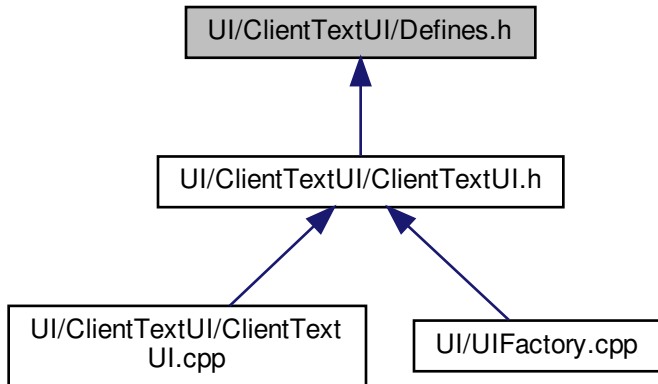 UI/ClientTextUI/Defines.h
UI/ClientTextUI/ClientTextUI.h
UI/ClientTextUI/ClientText
UI.cpp
UI/UIFactory.cpp